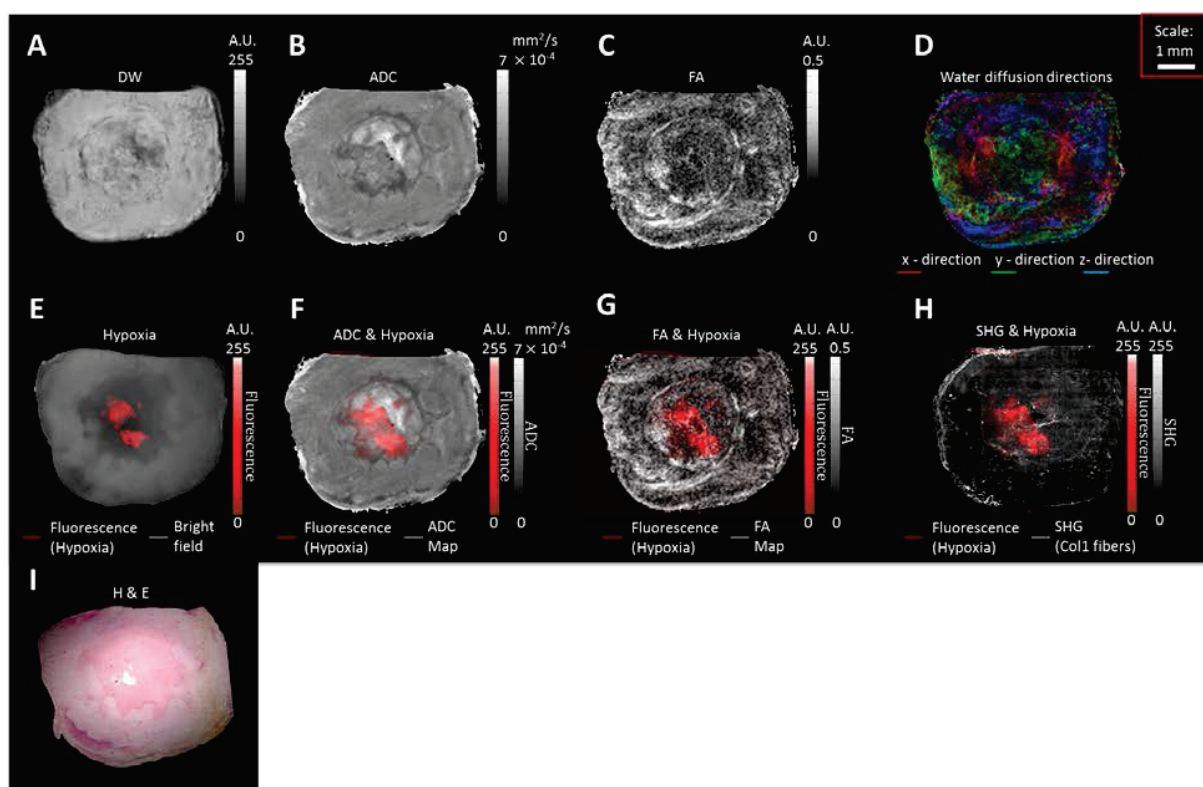 Scale:
1 mm
A
DW
A.U.
255
0
B
ADC
mm²/s
7 × 10⁻⁴
0
C
FA
A.U.
0.5
0
D
Water diffusion directions
x - direction
y - direction
z- direction
E
Hypoxia
A.U.
255
Fluorescence
0
Fluorescence
(Hypoxia)
Bright
field
F
ADC & Hypoxia
A.U.
255
Fluorescence
0
mm²/s
7 × 10⁻⁴
ADC
0
Fluorescence
(Hypoxia)
ADC
Map
G
FA & Hypoxia
A.U. A.U.
255 0.5
Fluorescence
FA
0 0
Fluorescence
(Hypoxia)
FA
Map
H
SHG & Hypoxia
A.U. A.U.
255 255
Fluorescence
SHG
0 0
Fluorescence
(Hypoxia)
SHG
(Col1 fibers)
I
H & E